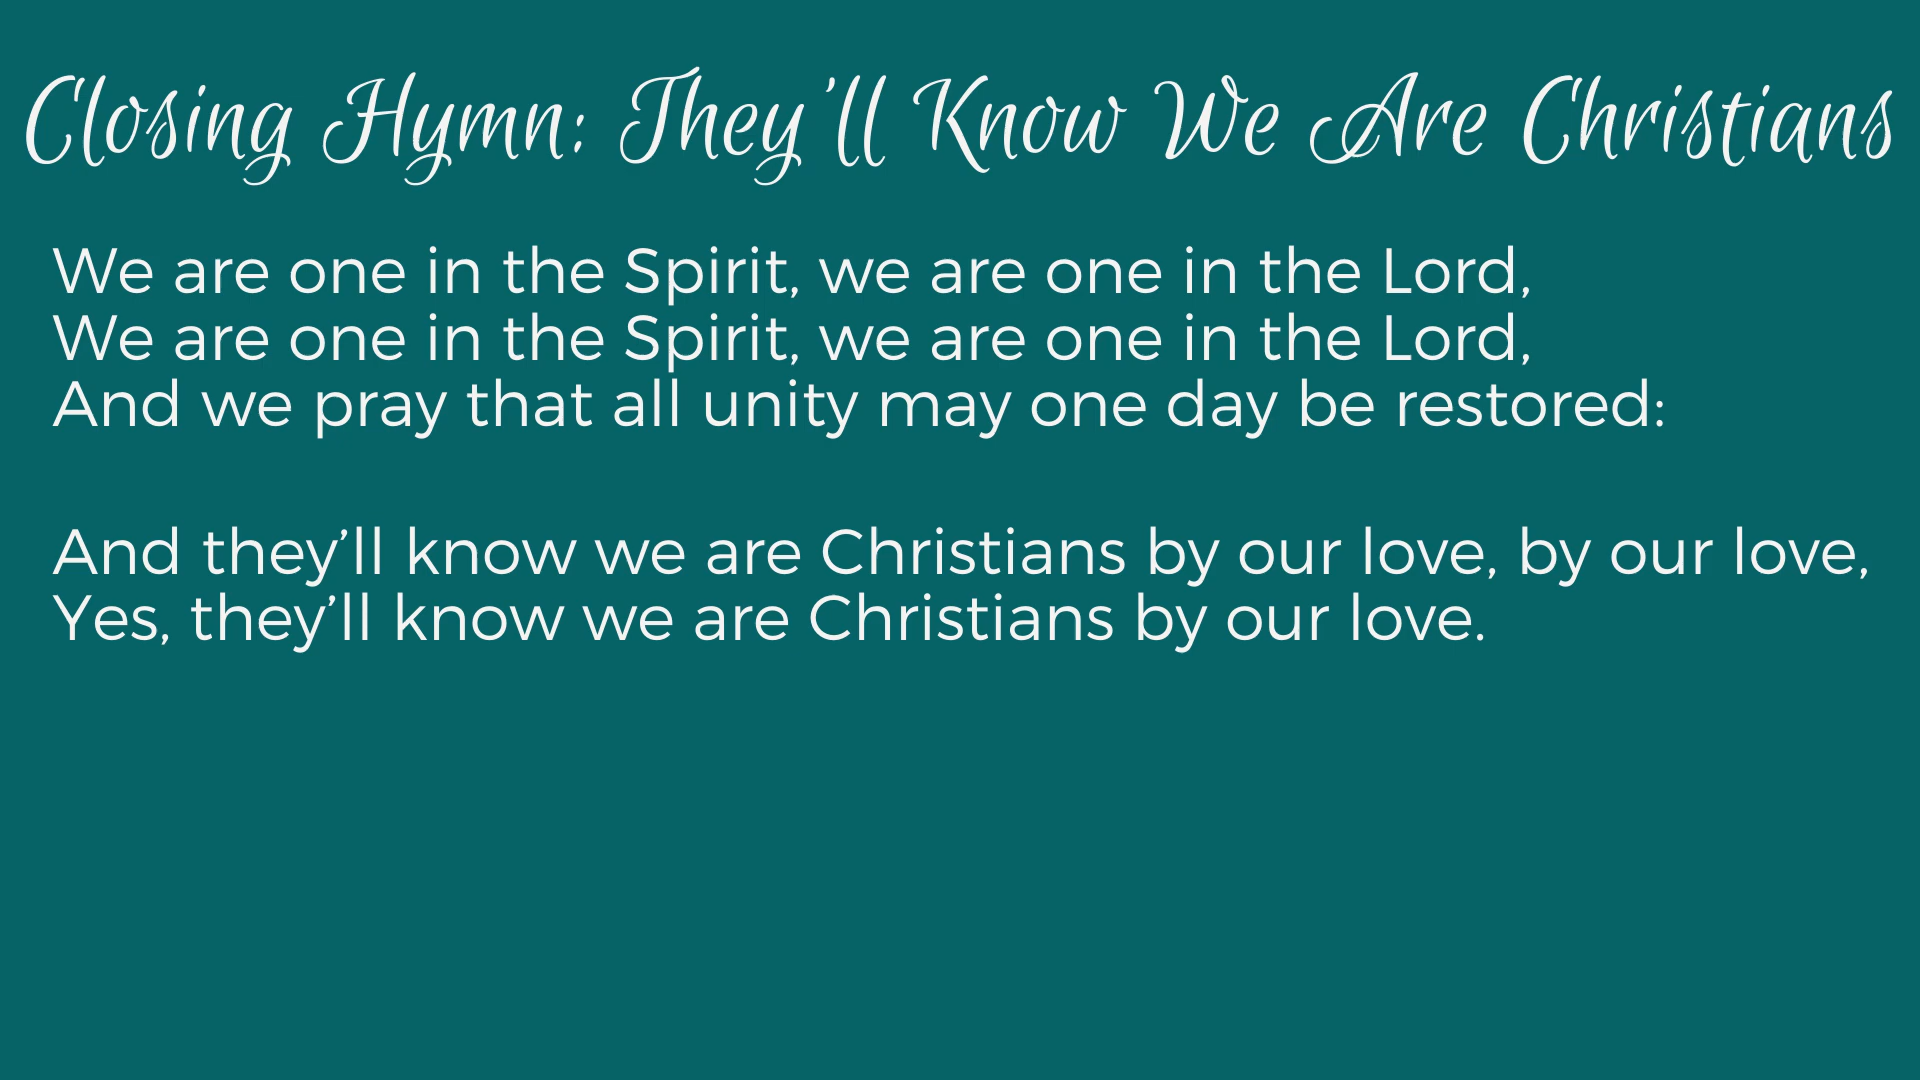 Closing Hymn: They'll Know We Are Christians
We are one in the Spirit, we are one in the Lord,
We are one in the Spirit, we are one in the Lord,
And we pray that all unity may one day be restored:
And they’ll know we are Christians by our love, by our love,
Yes, they’ll know we are Christians by our love.